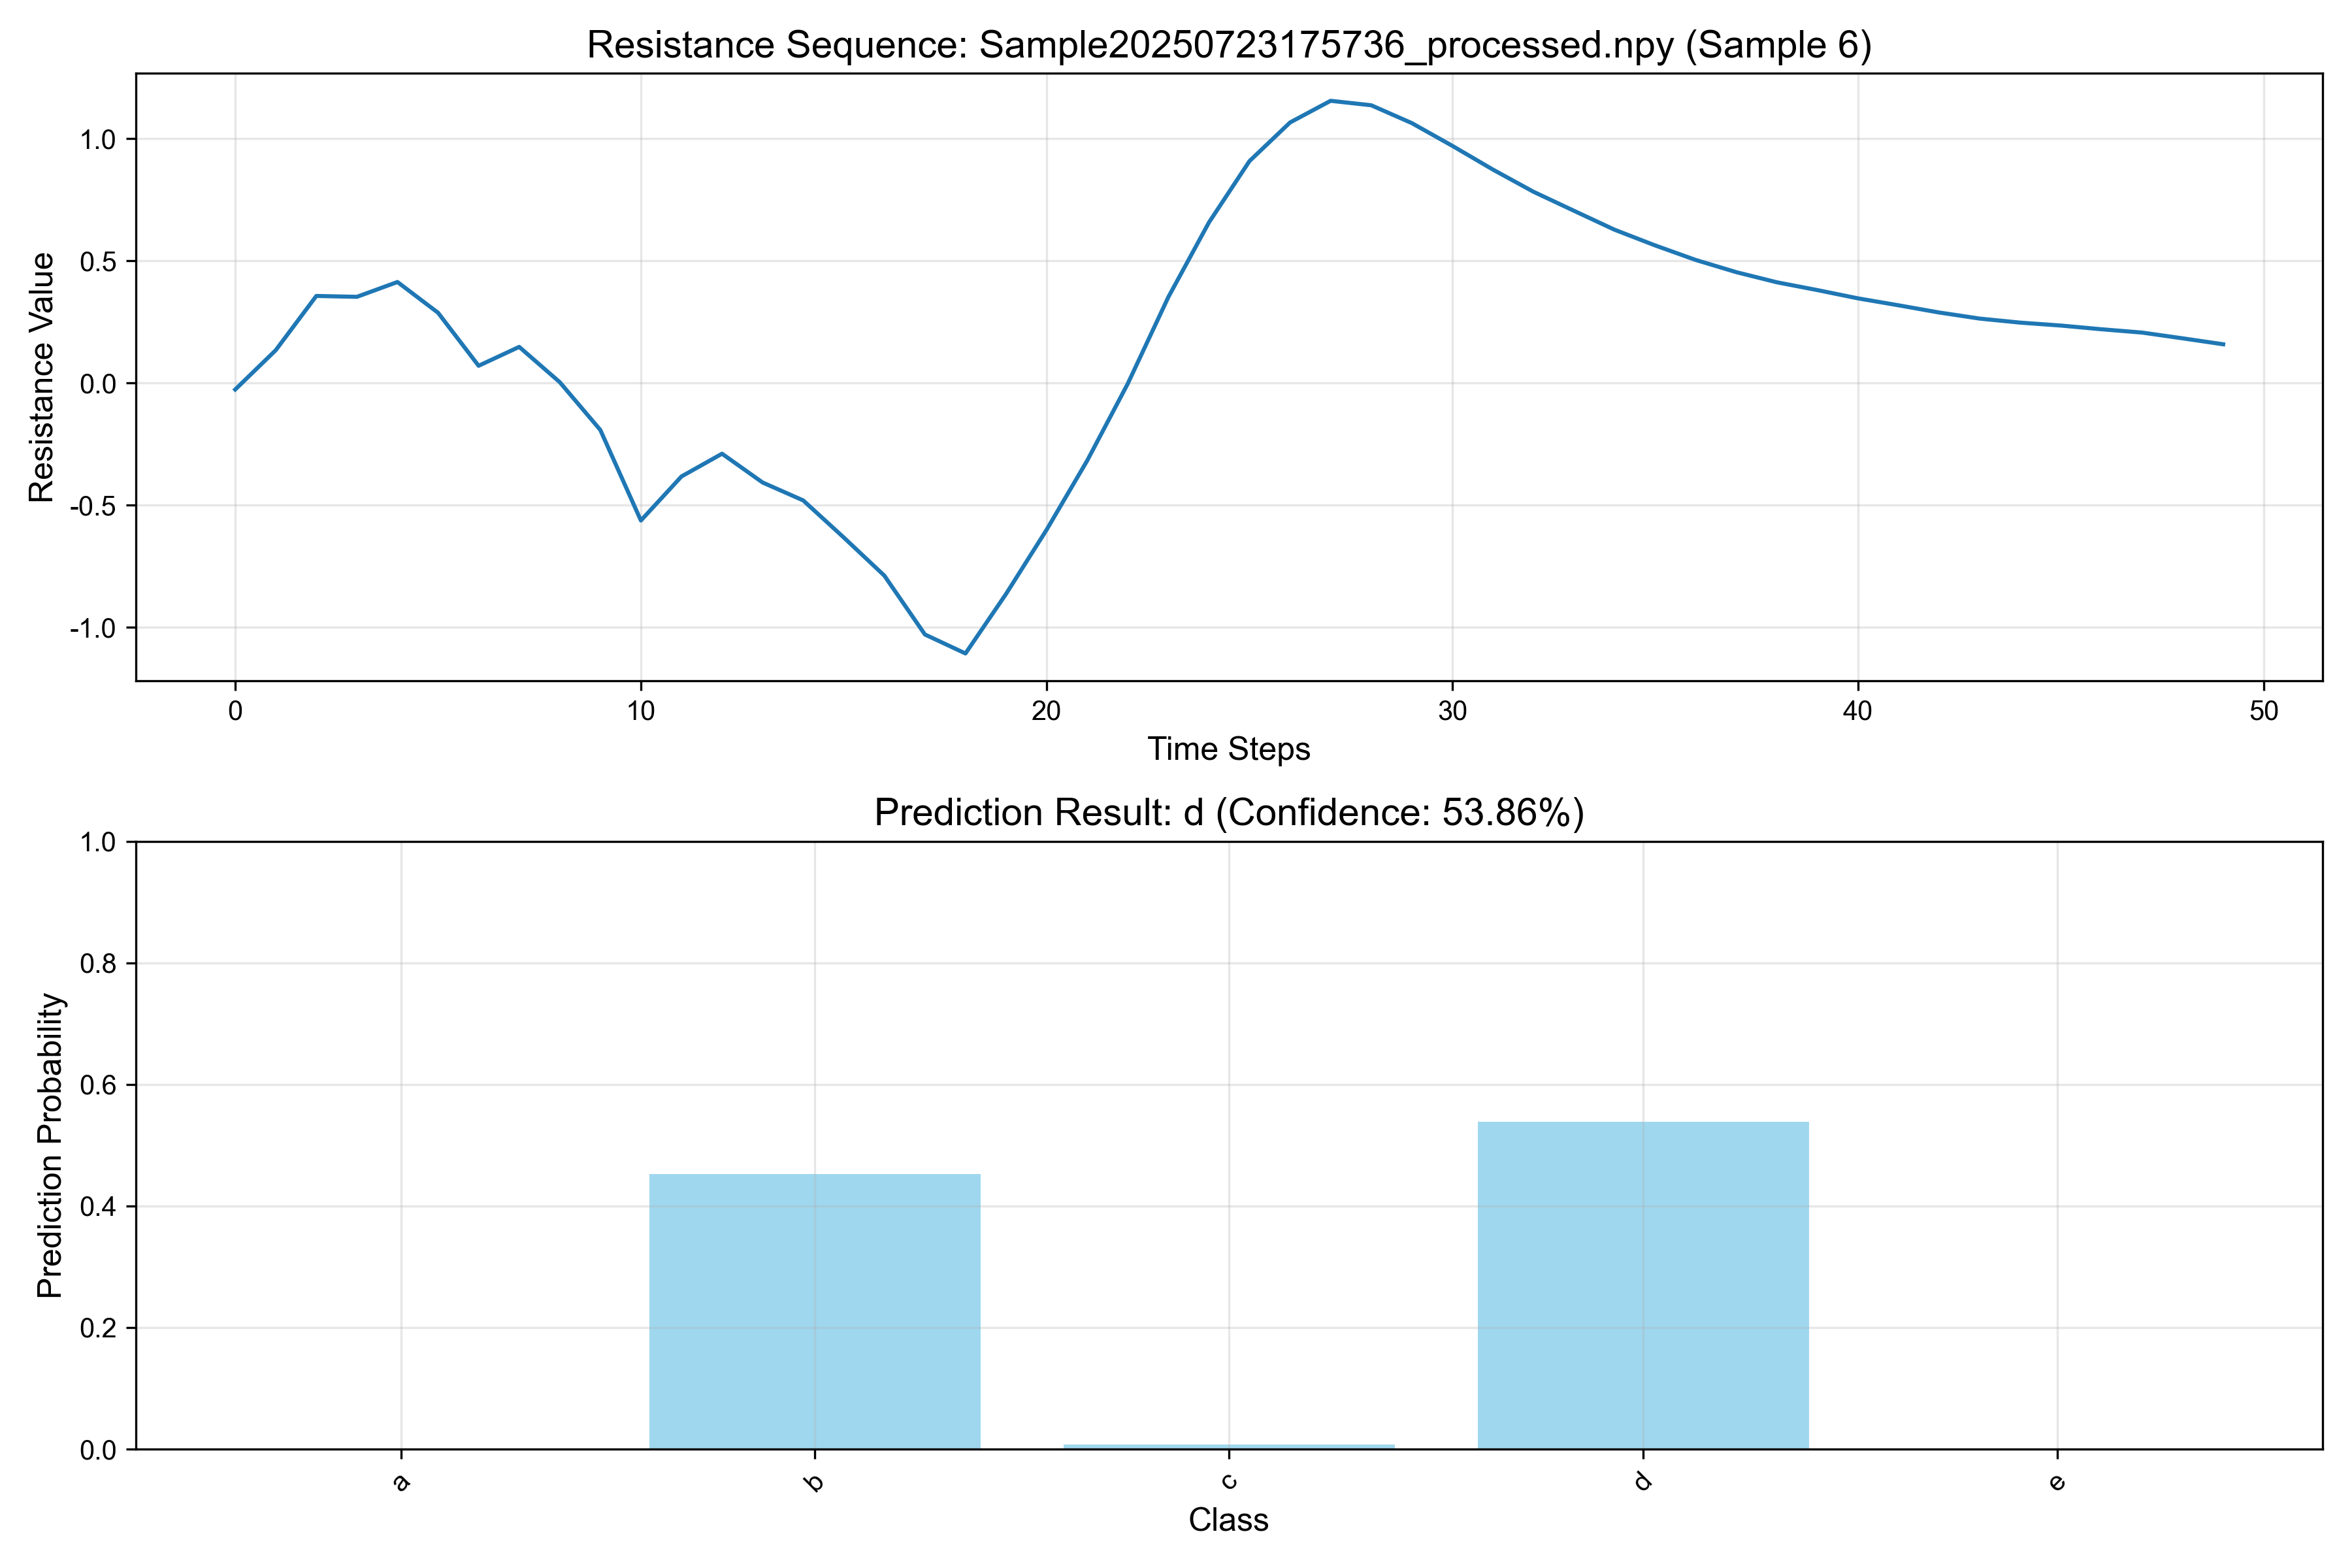 Resistance Sequence: Sample20250723175736_processed.npy (Sample 6)
Resistance Value
1.0
0.5
0.0
-0.5
-1.0
0 10 20 30 40 50
Time Steps
Prediction Result: d (Confidence: 53.86%)
Prediction Probability
1.0
0.8
0.6
0.4
0.2
0.0
a b c d e
Class